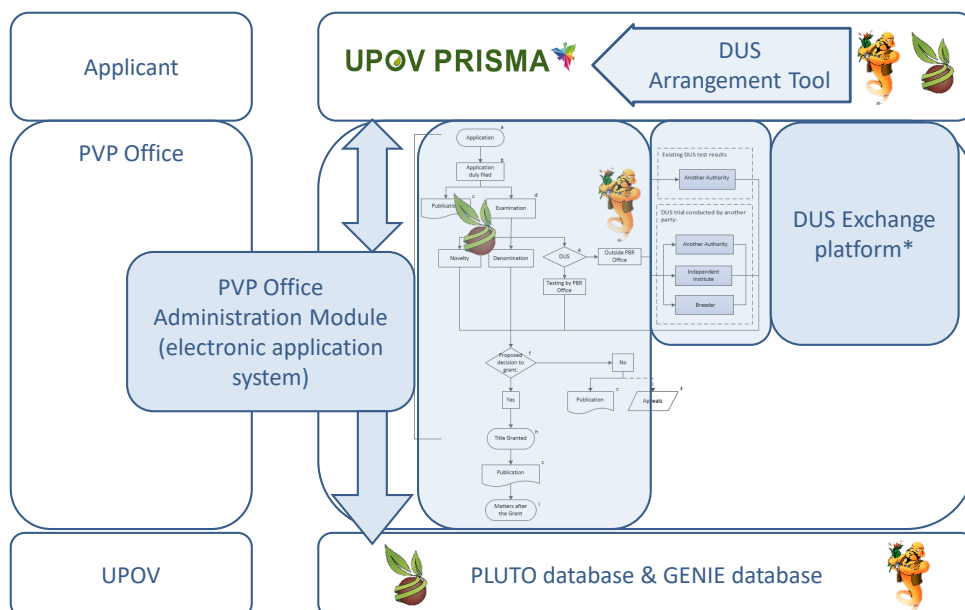 Applicant
UPOV PRISMA
DUS
Arrangement Tool
PVP Office
PVP Office
Administration Module
(electronic application
system)
Application
a
Application
duly filed
b
Publication
c
Examination
d
Novelty
Denomination
DUS
e
Outside PBR
Office
Testing by PBR
Office
Existing DUS test results
Another Authority
DUS trial conducted by another
party:
Another Authority
Independent
Institute
Breeder
DUS Exchange
platform*
Proposed
decision to
grant:
f
No
Publication
c
Appeals
f
Yes
Title Granted
h
Publication
c
Matters after
the Grant
i
UPOV
PLUTO database & GENIE database